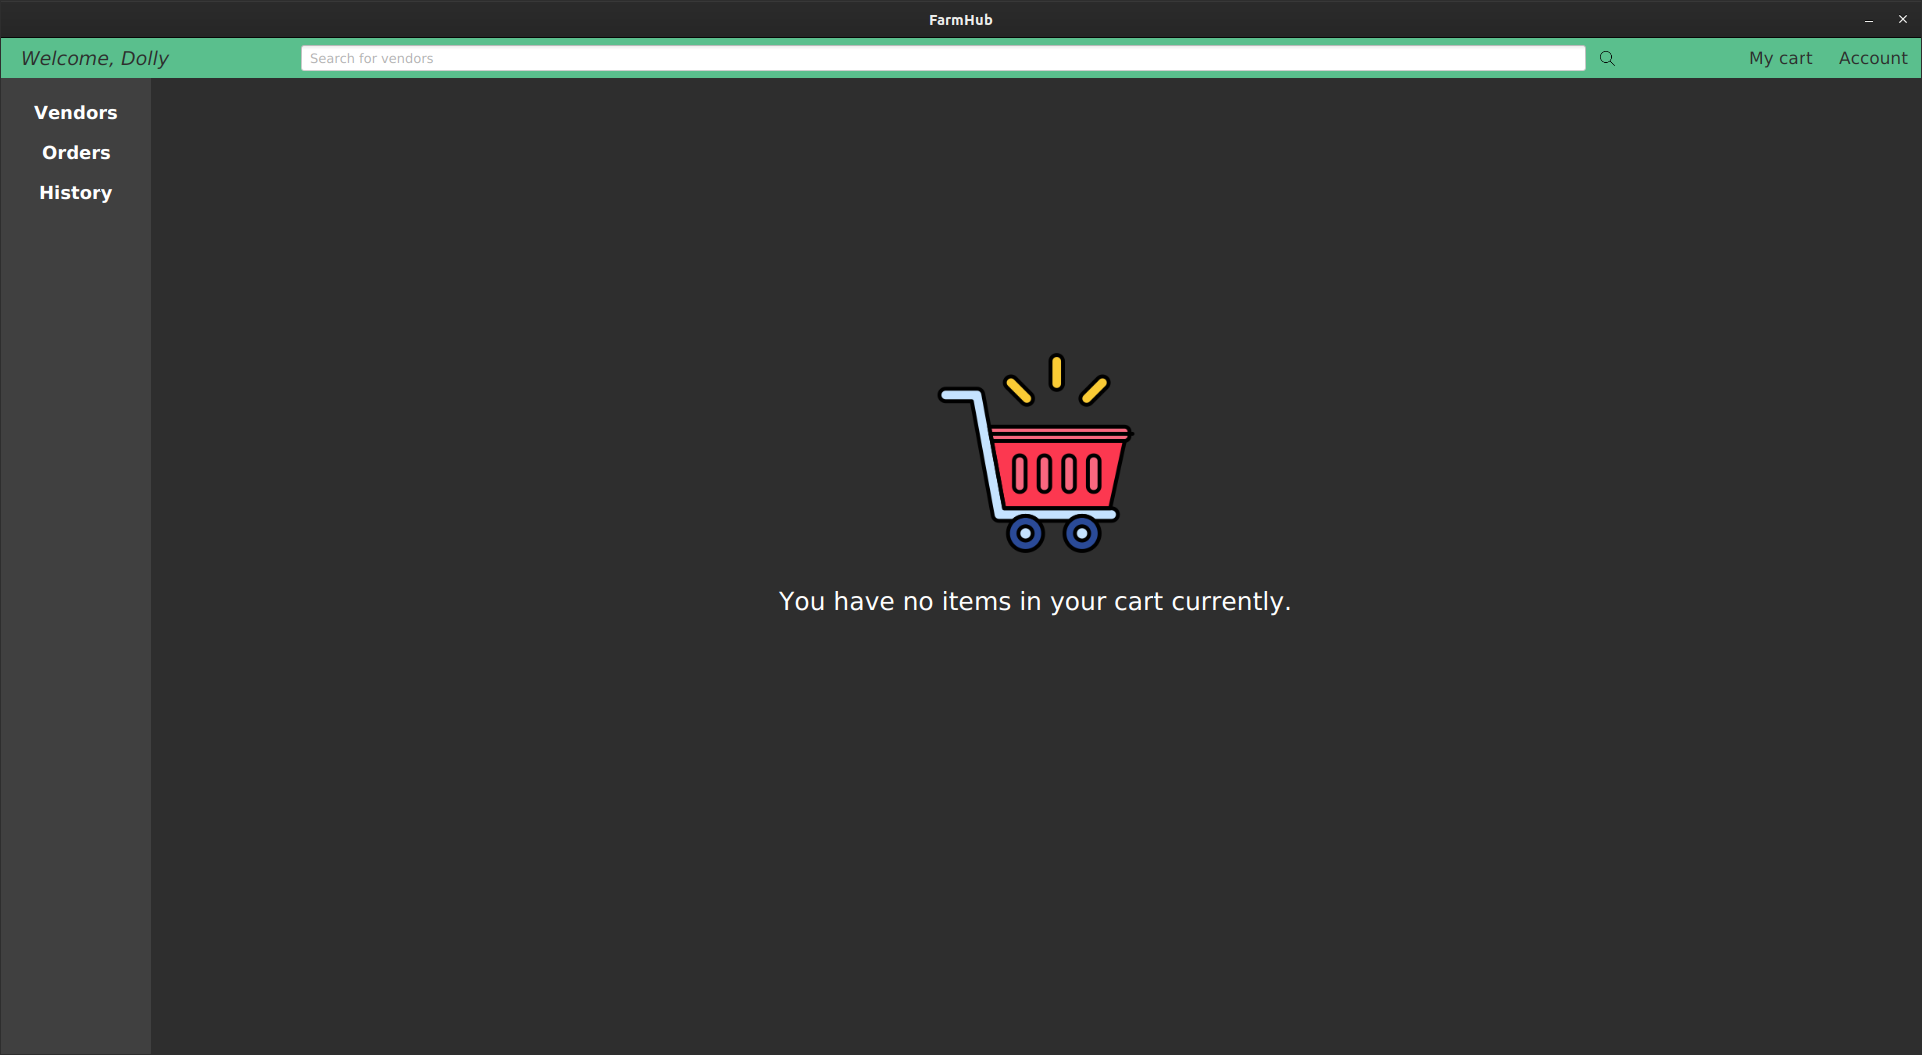 FarmHub
Welcome, Dolly
Search for vendors
My cart
Account
Vendors
Orders
History
You have no items in your cart currently.